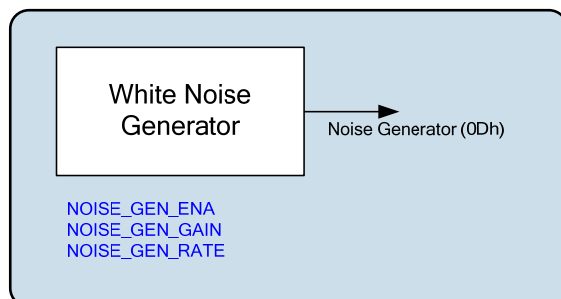 White Noise
Generator
Noise Generator (0Dh)
NOISE_GEN_ENA
NOISE_GEN_GAIN
NOISE_GEN_RATE